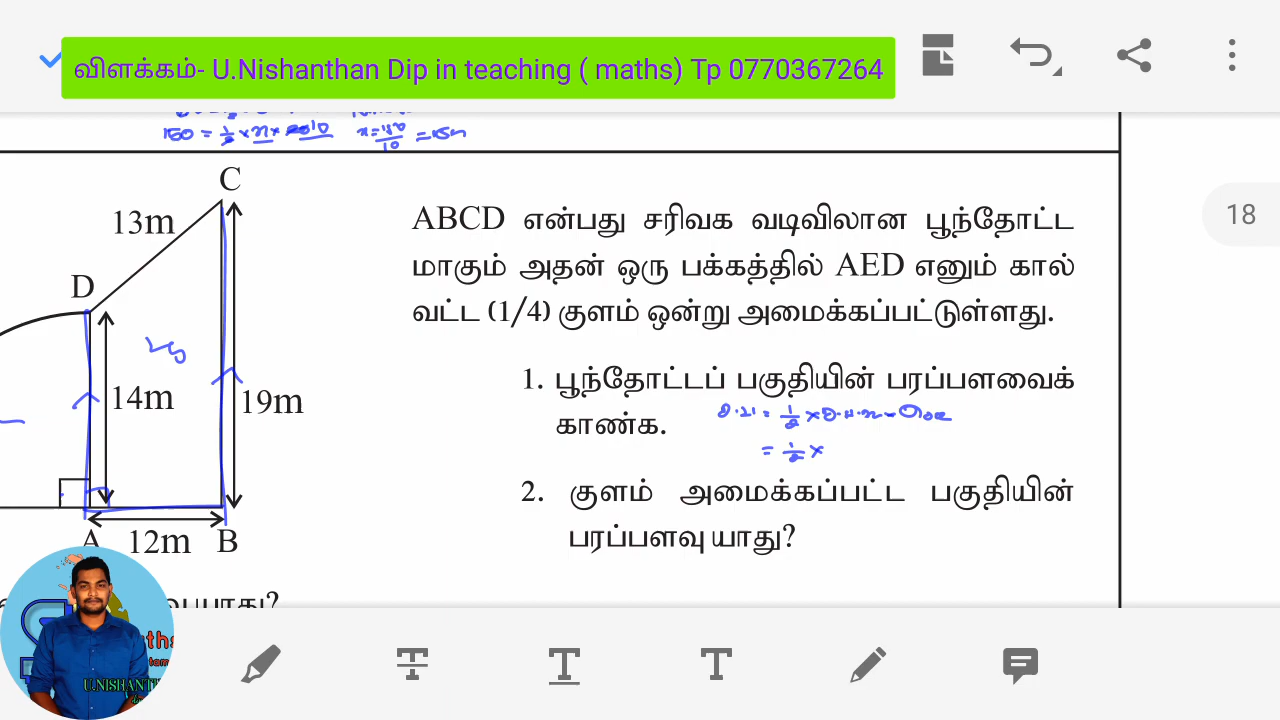 விளக்கம்- U.Nishanthan Dip in teaching ( maths) Tp 0770367264
18
C
13m
D
14m
19m
A
12m
B
ABCD என்பது சரிவக வடிவிலான பூந்தோட்ட
மாகும் அதன் ஒரு பக்கத்தில் AED எனும் கால்
வட்ட (1/4) குளம் ஒன்று அமைக்கப்பட்டுள்ளது.
1. பூந்தோட்டப் பகுதியின் பரப்பளவைக்
காண்க.
= 1/2 ×
2. குளம் அமைக்கப்பட்ட பகுதியின்
பரப்பளவு யாது?
யாது?
U.NISHANTH